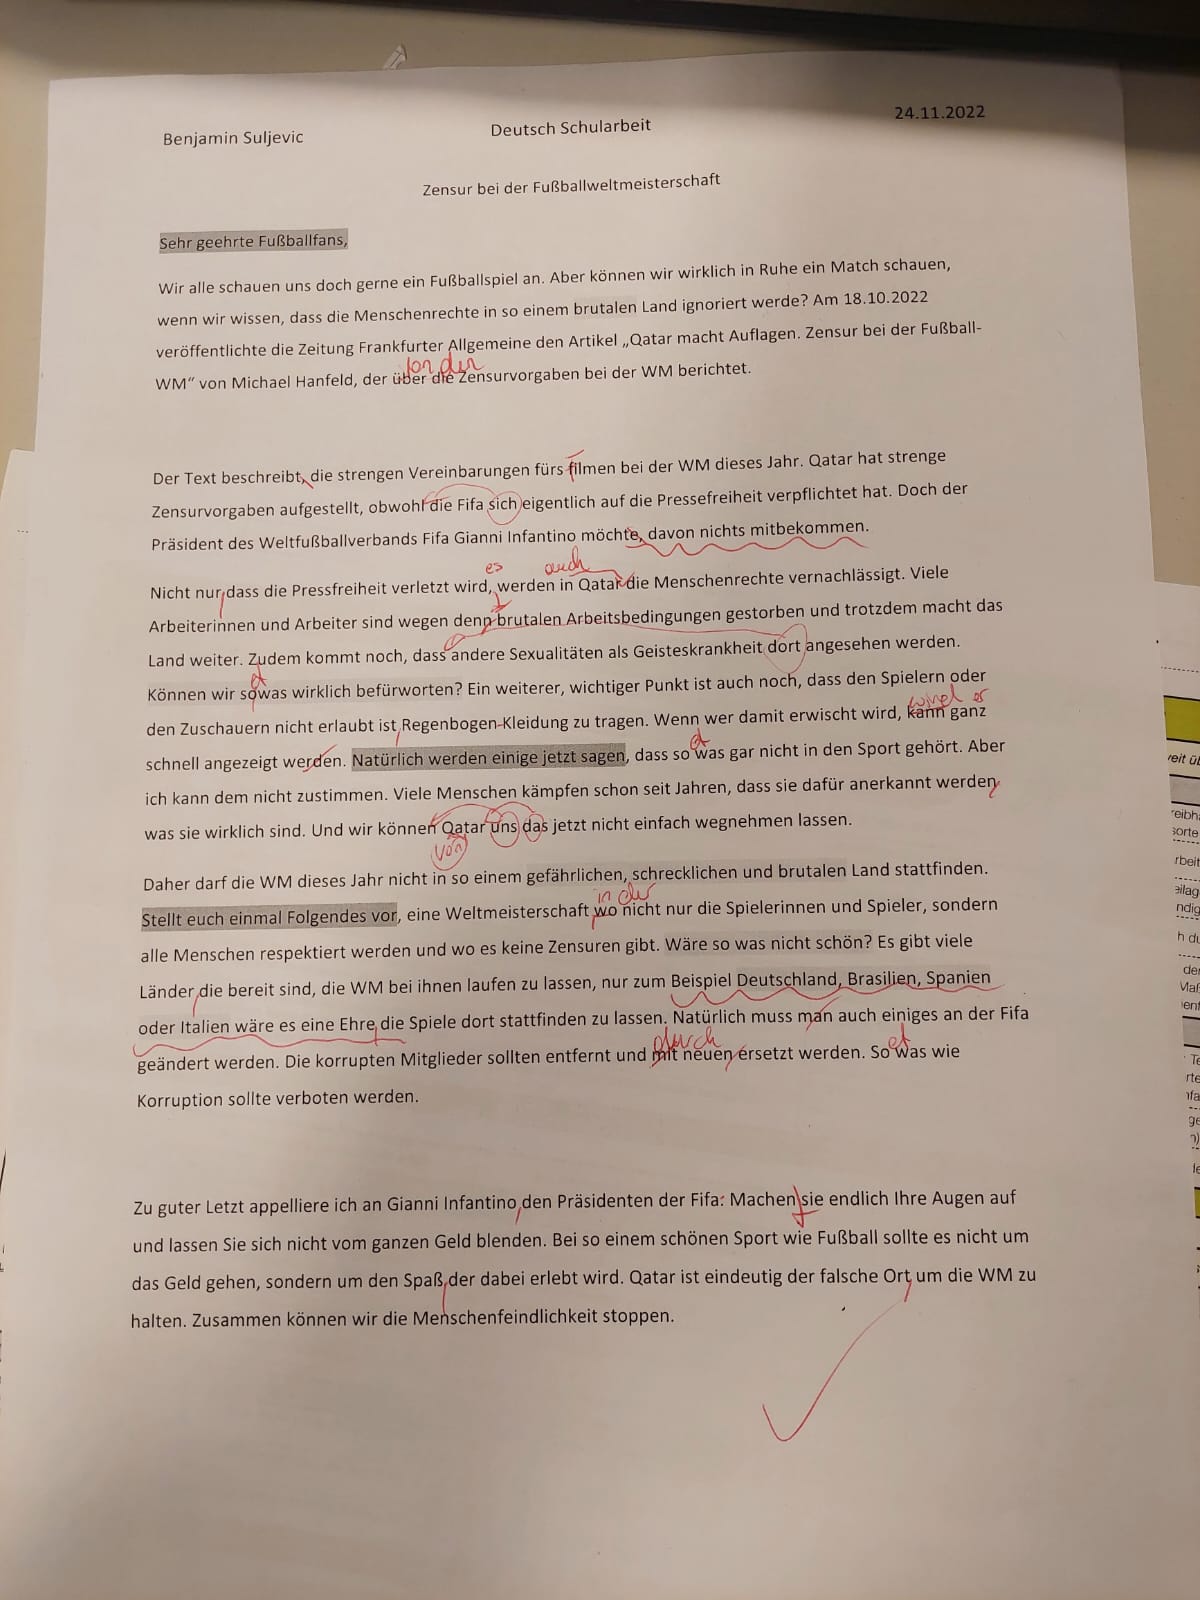 Benjamin Suljevic Deutsch Schularbeit 24.11.2022
Zensur bei der Fußballweltmeisterschaft
Sehr geehrte Fußballfans,
Wir alle schauen uns doch gerne ein Fußballspiel an. Aber können wir wirklich in Ruhe ein Match schauen,
wenn wir wissen, dass die Menschenrechte in so einem brutalen Land ignoriert werde? Am 18.10.2022
veröffentlichte die Zeitung Frankfurter Allgemeine den Artikel „Qatar macht Auflagen. Zensur bei der Fußball-
von den
WM“ von Michael Hanfeld, der über die Zensurvorgaben bei der WM berichtet.
Der Text beschreibt, die strengen Vereinbarungen fürs filmen bei der WM dieses Jahr. Qatar hat strenge
Zensurvorgaben aufgestellt, obwohl die Fifa sich eigentlich auf die Pressefreiheit verpflichtet hat. Doch der
Präsident des Weltfußballverbands Fifa Gianni Infantino möchte, davon nichts mitbekommen.
es auch
Nicht nur dass die Pressfreiheit verletzt wird, werden in Qatar die Menschenrechte vernachlässigt. Viele
Arbeiterinnen und Arbeiter sind wegen denn brutalen Arbeitsbedingungen gestorben und trotzdem macht das
Land weiter. Zudem kommt noch, dass andere Sexualitäten als Geisteskrankheit dort angesehen werden.
et
Können wir sowas wirklich befürworten? Ein weiterer, wichtiger Punkt ist auch noch, dass den Spielern oder
wird er
den Zuschauern nicht erlaubt ist Regenbogen-Kleidung zu tragen. Wenn wer damit erwischt wird, kann ganz
et
schnell angezeigt werden. Natürlich werden einige jetzt sagen, dass so was gar nicht in den Sport gehört. Aber
ich kann dem nicht zustimmen. Viele Menschen kämpfen schon seit Jahren, dass sie dafür anerkannt werden
was sie wirklich sind. Und wir können Qatar uns das jetzt nicht einfach wegnehmen lassen.
von
Daher darf die WM dieses Jahr nicht in so einem gefährlichen, schrecklichen und brutalen Land stattfinden.
in der
Stellt euch einmal Folgendes vor, eine Weltmeisterschaft wo nicht nur die Spielerinnen und Spieler, sondern
alle Menschen respektiert werden und wo es keine Zensuren gibt. Wäre so was nicht schön? Es gibt viele
Länder die bereit sind, die WM bei ihnen laufen zu lassen, nur zum Beispiel Deutschland, Brasilien, Spanien
oder Italien wäre es eine Ehre die Spiele dort stattfinden zu lassen. Natürlich muss man auch einiges an der Fifa
durch et
geändert werden. Die korrupten Mitglieder sollten entfernt und mit neuen ersetzt werden. So was wie
Korruption sollte verboten werden.
Zu guter Letzt appelliere ich an Gianni Infantino den Präsidenten der Fifa: Machen sie endlich Ihre Augen auf
und lassen Sie sich nicht vom ganzen Geld blenden. Bei so einem schönen Sport wie Fußball sollte es nicht um
das Geld gehen, sondern um den Spaß der dabei erlebt wird. Qatar ist eindeutig der falsche Ort um die WM zu
halten. Zusammen können wir die Menschenfeindlichkeit stoppen.